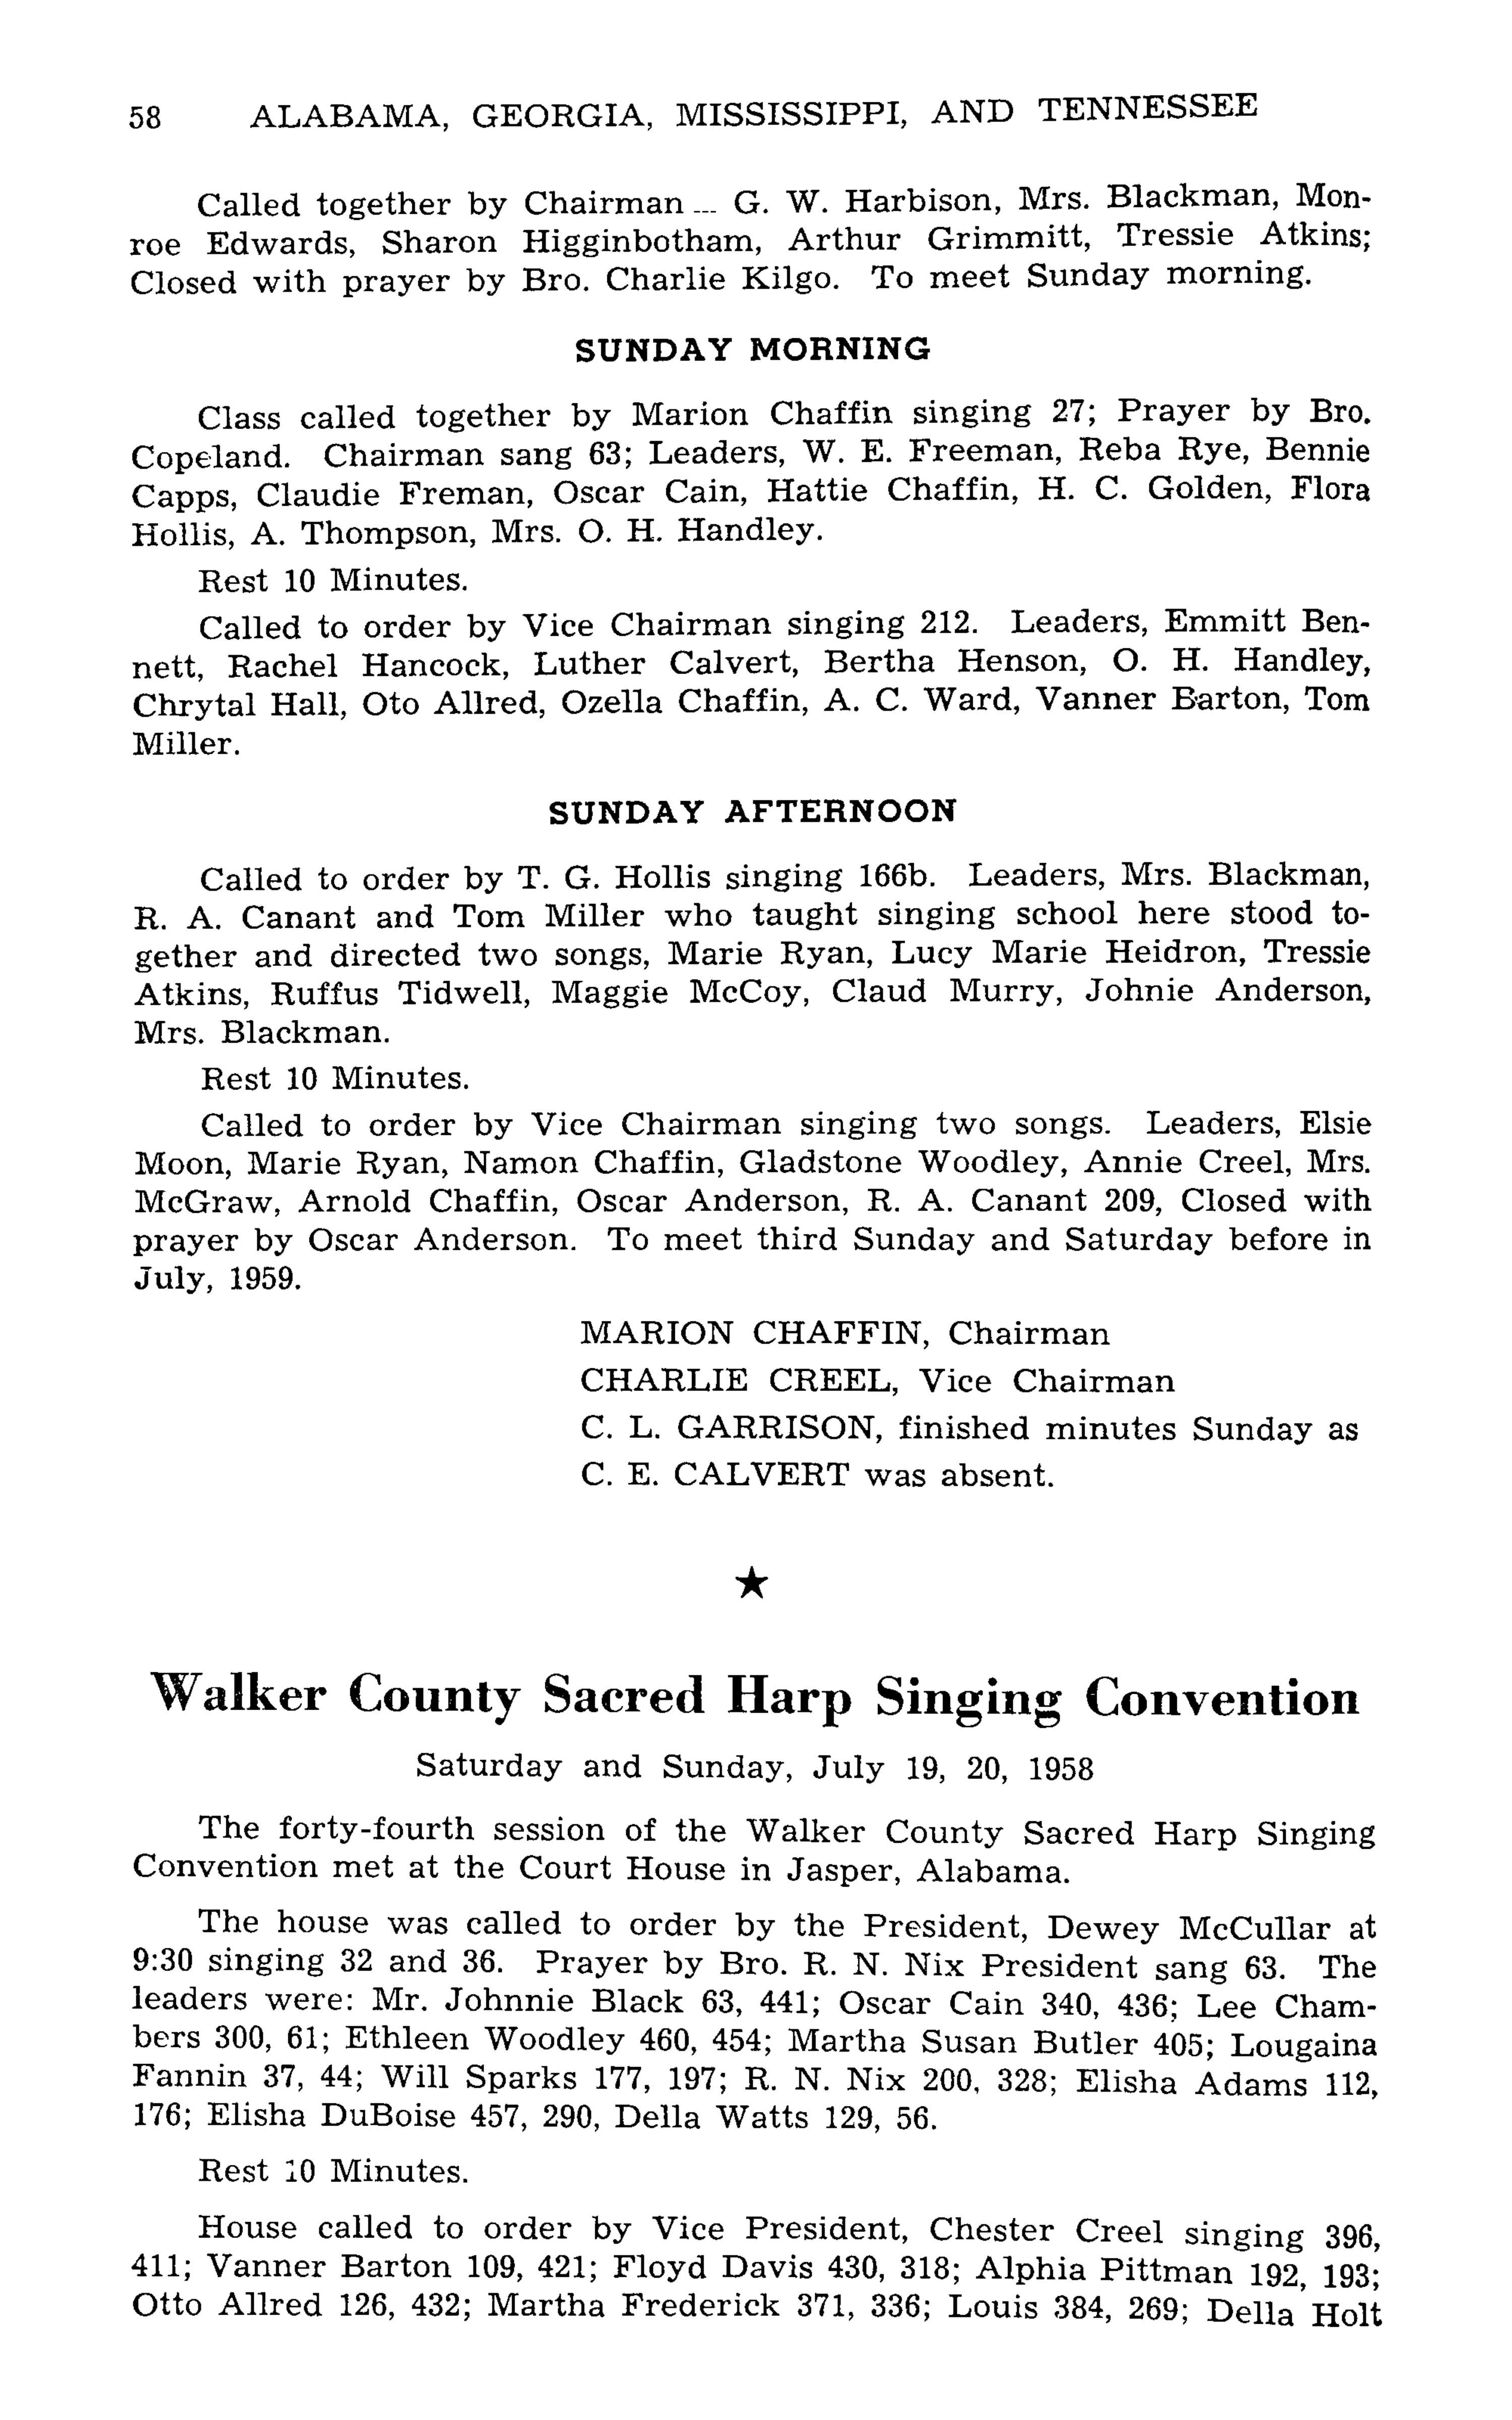 58 ALABAMA, GEORGIA, MISSISSIPPI, AND TENNESSEE
Called together by Chairman ... G. W. Harbison, Mrs. Blackman, Mon-
roe Edwards, Sharon Higginbotham, Arthur Grimmitt, Tressie Atkins;
Closed with prayer by Bro. Charlie Kilgo. To meet Sunday morning.
SUNDAY MORNING
Class called together by Marion Chaffin singing 27; Prayer by Bro.
Copeland. Chairman sang 63; Leaders, W. E. Freeman, Reba Rye, Bennie
Capps, Claudie Freman, Oscar Cain, Hattie Chaffin, H. C. Golden, Flora
Hollis, A. Thompson, Mrs. O. H. Handley.
Rest 10 Minutes.
Called to order by Vice Chairman singing 212. Leaders, Emmitt Ben-
nett, Rachel Hancock, Luther Calvert, Bertha Henson, O. H. Handley,
Chrytal Hall, Oto Allred, Ozella Chaffin, A. C. Ward, Vanner Barton, Tom
Miller.
SUNDAY AFTERNOON
Called to order by T. G. Hollis singing 166b. Leaders, Mrs. Blackman,
R. A. Canant and Tom Miller who taught singing school here stood to-
gether and directed two songs, Marie Ryan, Lucy Marie Heidron, Tressie
Atkins, Ruffus Tidwell, Maggie McCoy, Claud Murry, Johnie Anderson,
Mrs. Blackman.
Rest 10 Minutes.
Called to order by Vice Chairman singing two songs. Leaders, Elsie
Moon, Marie Ryan, Namon Chaffin, Gladstone Woodley, Annie Creel, Mrs.
McGraw, Arnold Chaffin, Oscar Anderson, R. A. Canant 209, Closed with
prayer by Oscar Anderson. To meet third Sunday and Saturday before in
July, 1959.
MARION CHAFFIN, Chairman
CHARLIE CREEL, Vice Chairman
C. L. GARRISON, finished minutes Sunday as
C. E. CALVERT was absent.
★
Walker County Sacred Harp Singing Convention
Saturday and Sunday, July 19, 20, 1958
The forty-fourth session of the Walker County Sacred Harp Singing
Convention met at the Court House in Jasper, Alabama.
The house was called to order by the President, Dewey McCullar at
9:30 singing 32 and 36. Prayer by Bro. R. N. Nix President sang 63. The
leaders were: Mr. Johnnie Black 63, 441; Oscar Cain 340, 436; Lee Cham-
bers 300, 61; Ethleen Woodley 460, 454; Martha Susan Butler 405; Lougaina
Fannin 37, 44; Will Sparks 177, 197; R. N. Nix 200, 328; Elisha Adams 112,
176; Elisha DuBoise 457, 290, Della Watts 129, 56.
Rest 10 Minutes.
House called to order by Vice President, Chester Creel singing 396,
411; Vanner Barton 109, 421; Floyd Davis 430, 318; Alphia Pittman 192, 193;
Otto Allred 126, 432; Martha Frederick 371, 336; Louis 384, 269; Della Holt